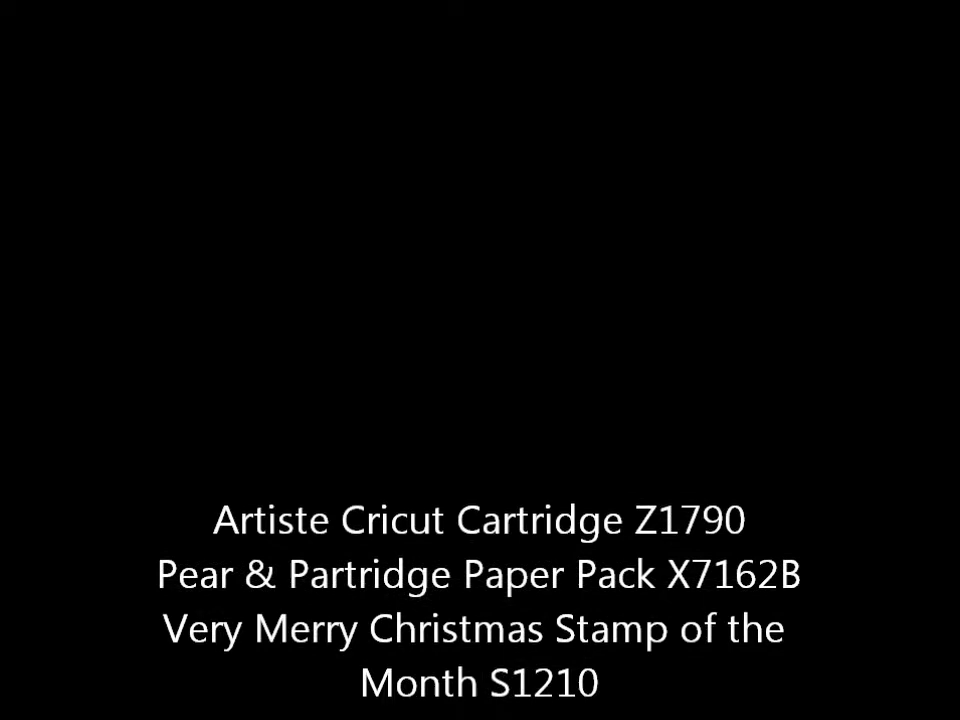 Artiste Cricut Cartridge Z1790
Pear & Partridge Paper Pack X7162B
Very Merry Christmas Stamp of the
Month S1210